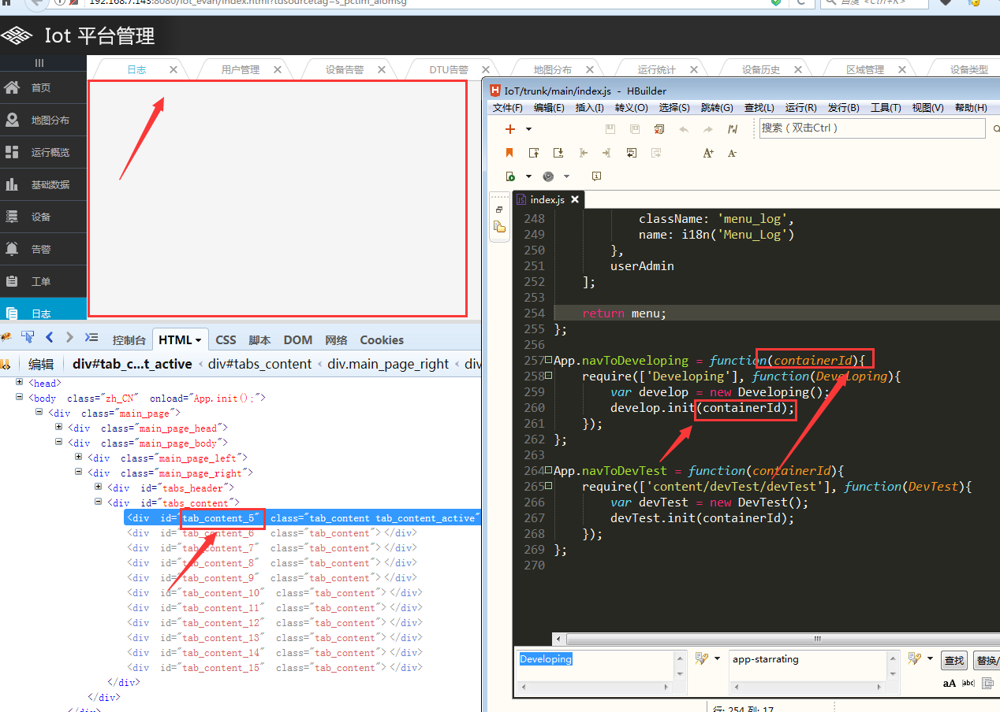 192.168.7.143:8080/iot_evan/index.html?tdsourcetag=s_pctim_aiomsg
百度 <Ctrl+K>
Iot 平台管理
日志
用户管理
设备告警
DTU告警
地图分布
运行统计
设备历史
区域管理
设备类型
首页
地图分布
运行概览
基础数据
设备
告警
工单
日志
IoT/trunk/main/index.js - HBuilder
文件(F) 编辑(E) 插入(I) 转义(O) 选择(S) 跳转(G) 查找(L) 运行(R) 发行(B) 工具(T) 视图(V) 帮助(H)
搜索（双击Ctrl）
index.js
248 className: 'menu_log',
249 name: i18n('Menu_Log')
250 },
251 userAdmin
252 ];
253
254 return menu;
255 };
256
257 App.navToDeveloping = function(containerId){
258 require(['Developing'], function(Developing){
259 var develop = new Developing();
260 develop.init(containerId);
261 });
262 };
263
264 App.navToDevTest = function(containerId){
265 require(['content/devTest/devTest'], function(DevTest){
266 var devTest = new DevTest();
267 devTest.init(containerId);
268 });
269 };
270
Developing
app-starrating
查找
替换/
aA
行: 254 列: 17
控制台 HTML CSS 脚本 DOM 网络 Cookies
编辑 div#tab_c...t_active < div#tabs_content < div.main_page_right < div
<head>
<body class="zh_CN" onload="App.init();">
<div class="main_page">
<div class="main_page_head">
<div class="main_page_body">
<div class="main_page_left">
<div class="main_page_right">
<div id="tabs_header">
<div id="tabs_content">
<div id="tab_content_5" class="tab_content tab_content_active"
<div id="tab_content_6" class="tab_content"></div>
<div id="tab_content_7" class="tab_content"></div>
<div id="tab_content_8" class="tab_content"></div>
<div id="tab_content_9" class="tab_content"></div>
<div id="tab_content_10" class="tab_content"></div>
<div id="tab_content_11" class="tab_content"></div>
<div id="tab_content_12" class="tab_content"></div>
<div id="tab_content_13" class="tab_content"></div>
<div id="tab_content_14" class="tab_content"></div>
<div id="tab_content_15" class="tab_content"></div>
</div>
</div>
</div>